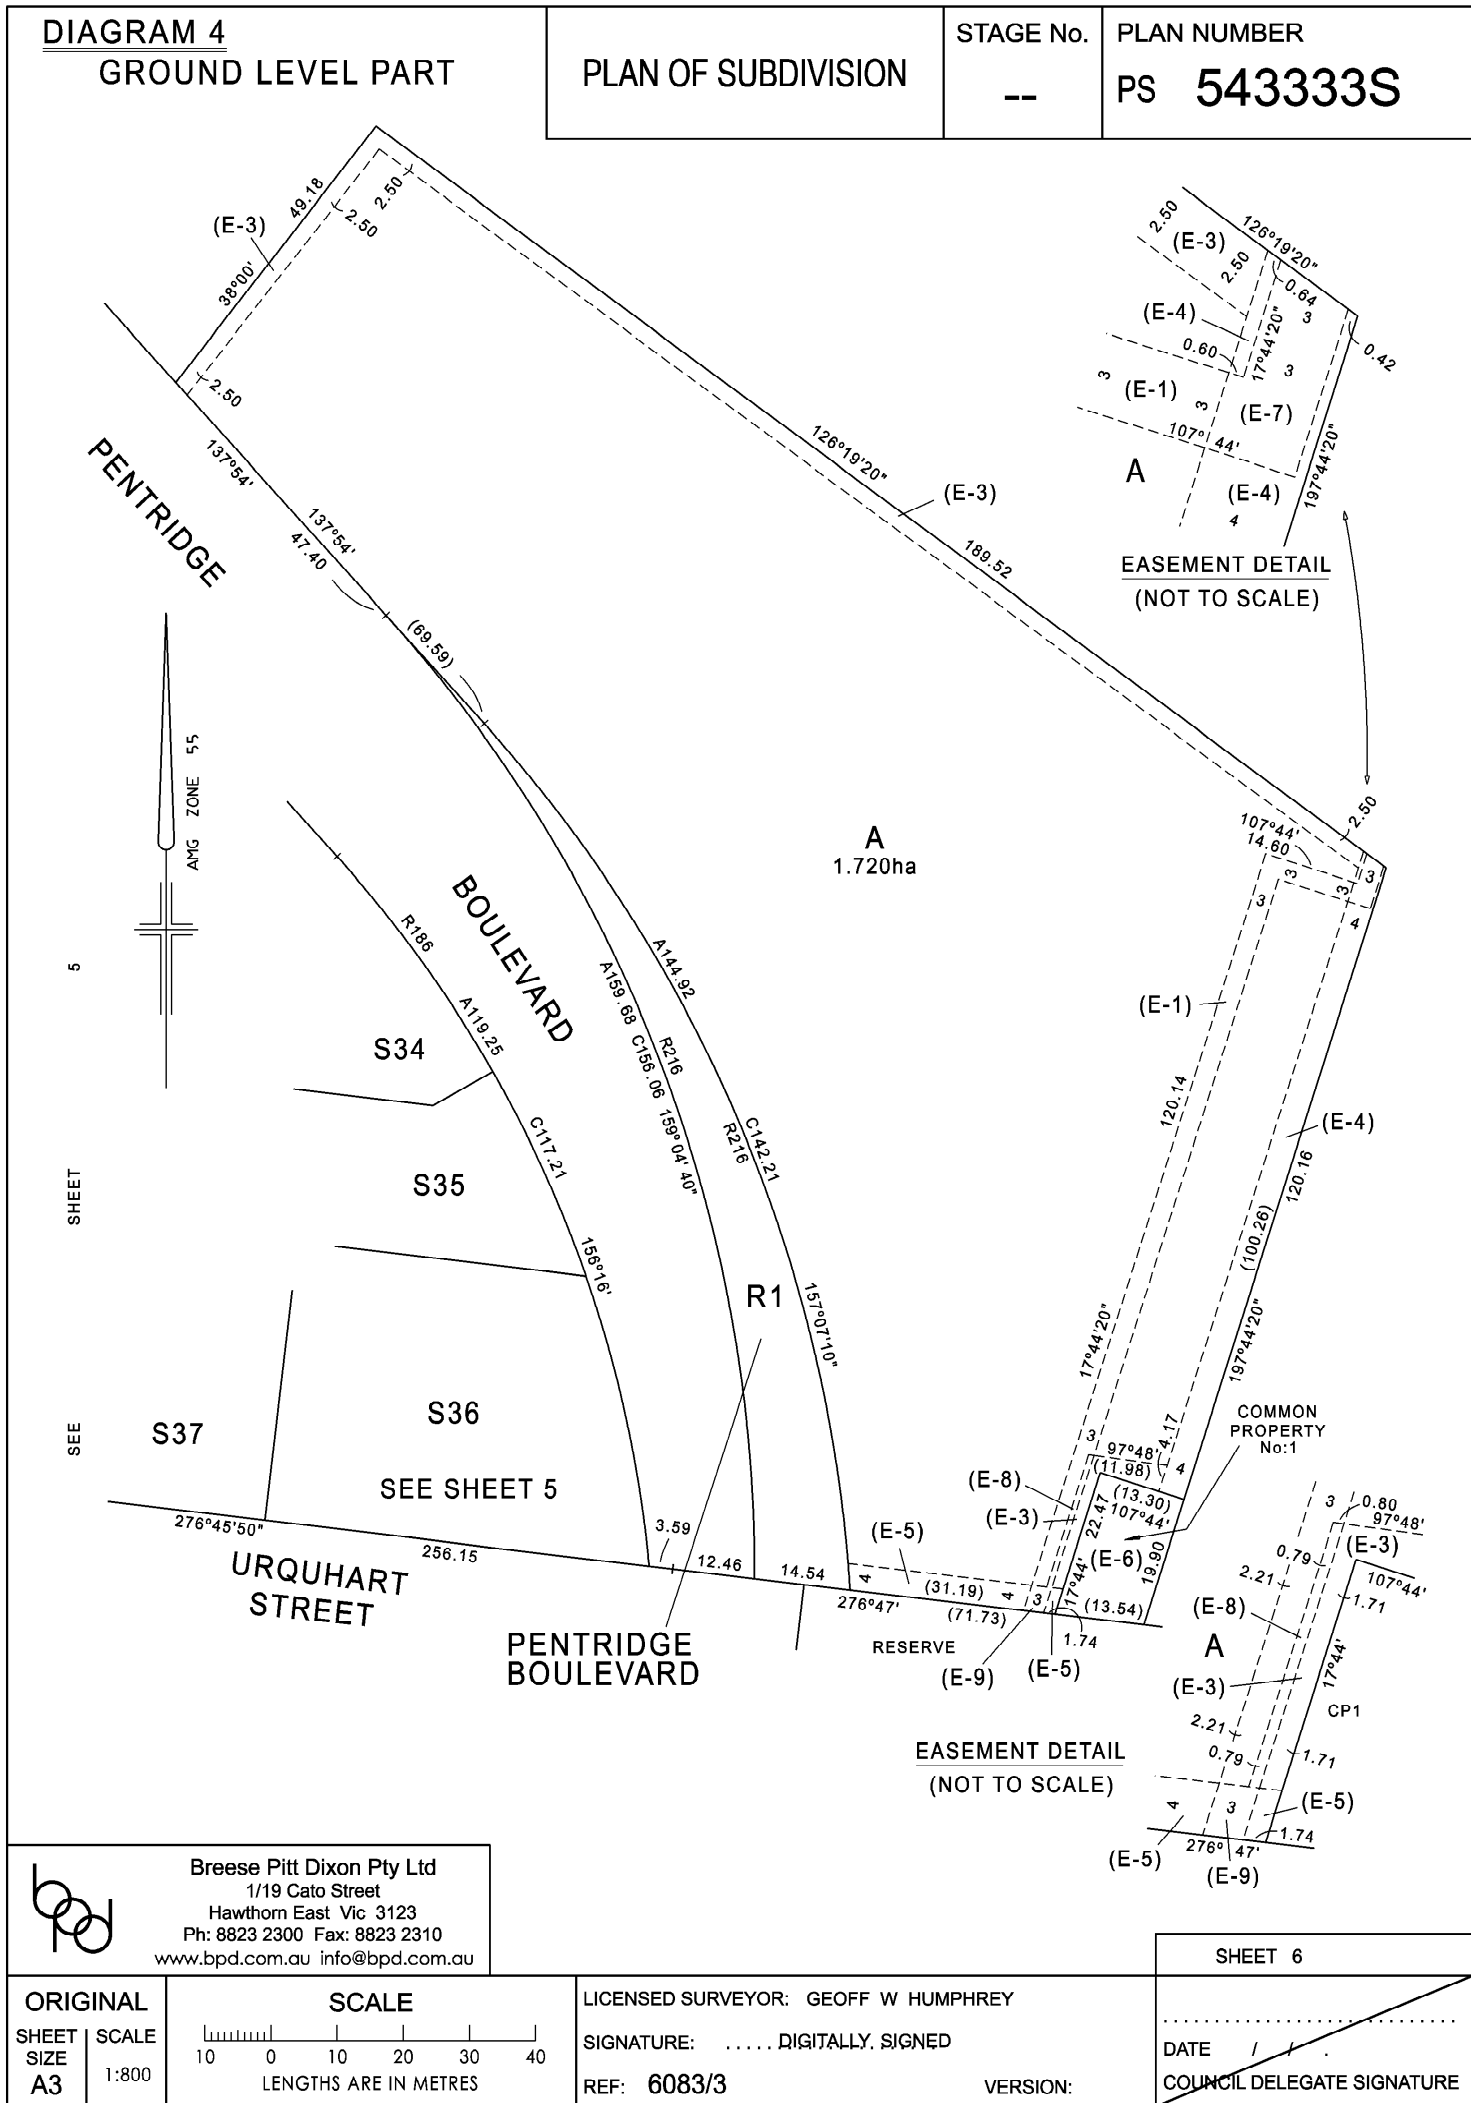 DIAGRAM 4
GROUND LEVEL PART
PLAN OF SUBDIVISION
STAGE No.
--
PLAN NUMBER
PS 543333S
49.18
38°00'
(E-3)
2.50
2.50
2.50
137°54'
137°54'
47.40
(69.59)
PENTRIDGE
BOULEVARD
126°19'20"
(E-3)
189.52
2.50
(E-3)
2.50
126°19'20"
0.64
3
(E-4)
0.60
17°44'20"
3
0.42
3
(E-1)
3
(E-7)
107° 44'
197°44'20"
A
(E-4)
4
EASEMENT DETAIL
(NOT TO SCALE)
AMG ZONE 55
SEE SHEET 5
A
1.720ha
2.50
107°44'
14.60
3
3
3
3
4
(E-1)
120.14
(E-4)
120.16
(100.26)
17°44'20"
197°44'20"
R186
A119.25
C117.21
156°16'
A159.68 C156.06 159°04'40"
R216
A144.92
C142.21
R216
157°07'10"
R1
S34
S35
S36
S37
SEE SHEET 5
276°45'50"
256.15
URQUHART
STREET
3.59
12.46
14.54
276°47'
PENTRIDGE
BOULEVARD
(E-5)
4
(31.19)
(71.73)
RESERVE
4
3
(E-9)
(E-5)
1.74
(13.54)
(E-8)
(E-3)
3
97°48'
(11.98)
4.17
4
(13.30)
107°44'
22.47
17°44'
(E-6)
19.90
COMMON
PROPERTY
No:1
3
0.80
97°48'
(E-3)
0.79
2.21
107°44'
1.71
(E-8)
A
17°44'
(E-3)
CP1
2.21
0.79
1.71
4
3
(E-5)
1.74
276° 47'
(E-5)
(E-9)
EASEMENT DETAIL
(NOT TO SCALE)
bpd
Breese Pitt Dixon Pty Ltd
1/19 Cato Street
Hawthorn East Vic 3123
Ph: 8823 2300 Fax: 8823 2310
www.bpd.com.au info@bpd.com.au
SHEET 6
ORIGINAL
SHEET SIZE
A3
SCALE
1:800
SCALE
10 0 10 20 30 40
LENGTHS ARE IN METRES
LICENSED SURVEYOR: GEOFF W HUMPHREY
SIGNATURE: ..... DIGITALLY SIGNED
REF: 6083/3
VERSION:
DATE / / .
COUNCIL DELEGATE SIGNATURE